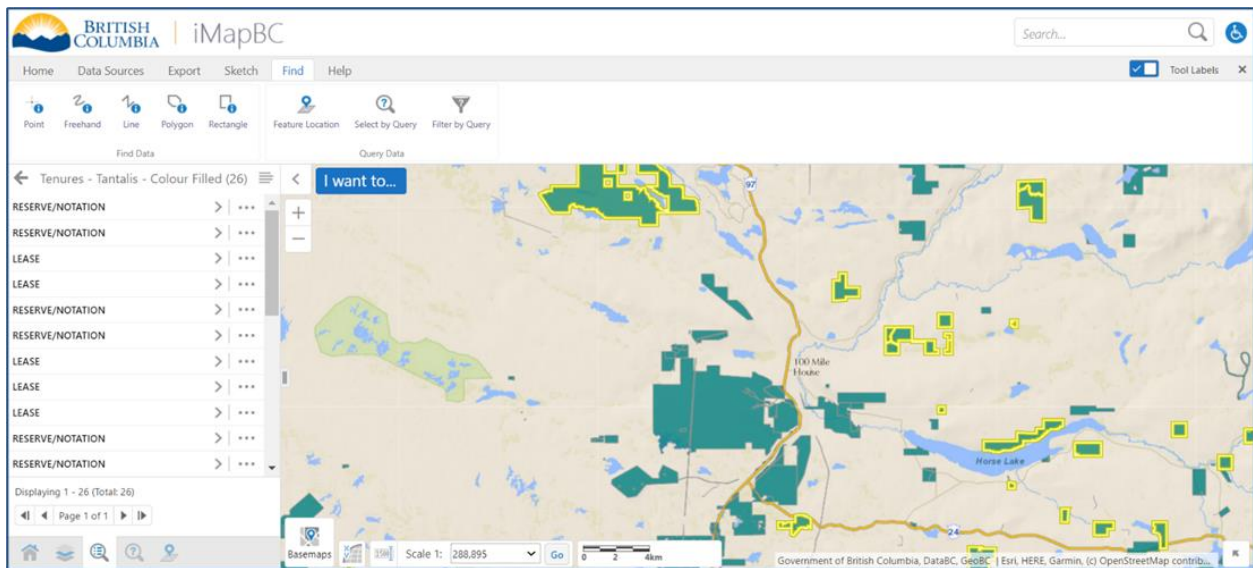 BRITISH
COLUMBIA
iMapBC
Search...
Home Data Sources Export Sketch Find Help
Tool Labels
Point Freehand Line Polygon Rectangle Feature Location Select by Query Filter by Query
Find Data Query Data
Tenures - Tantalis - Colour Filled (26)
I want to...
RESERVE/NOTATION
RESERVE/NOTATION
LEASE
LEASE
RESERVE/NOTATION
RESERVE/NOTATION
LEASE
LEASE
LEASE
RESERVE/NOTATION
RESERVE/NOTATION
Displaying 1 - 26 (Total: 26)
Page 1 of 1
97
100 Mile
House
Horse Lake
24
Basemaps
Scale 1: 288,895
Go
0 2 4km
Government of British Columbia, DataBC, GeoBC | Esri, HERE, Garmin, (c) OpenStreetMap contrib...